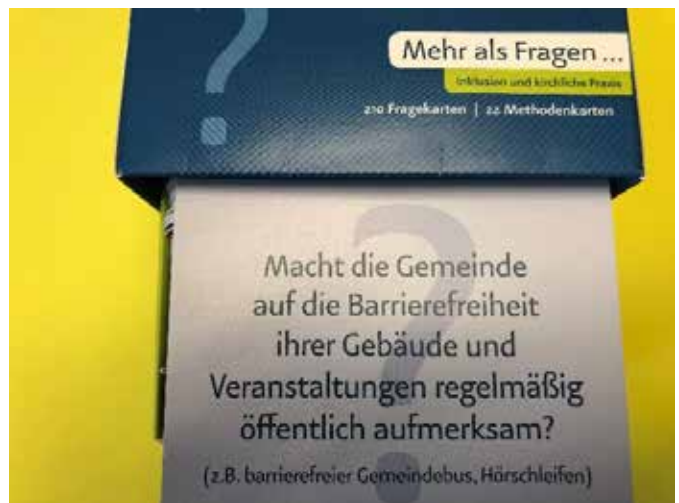 ?
Mehr als Fragen ...
Inklusion und kirchliche Praxis
210 Fragekarten | 22 Methodenkarten
?
Macht die Gemeinde
auf die Barrierefreiheit
ihrer Gebäude und
Veranstaltungen regelmäßig
öffentlich aufmerksam?
(z.B. barrierefreier Gemeindebus, Hörschleifen)